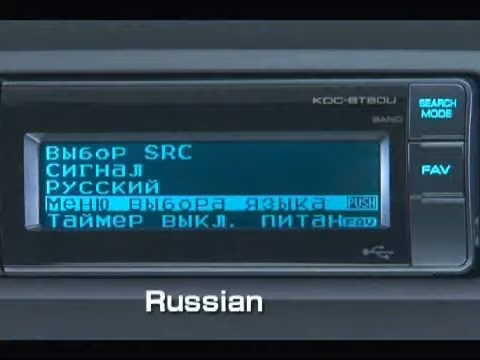 KDC-BT60U
BAND
SEARCH
MODE
FAV
Выбор SRC
Сигнал
Русский
Меню выбора языка PUSH
Таймер выкл. питан FAV
Russian